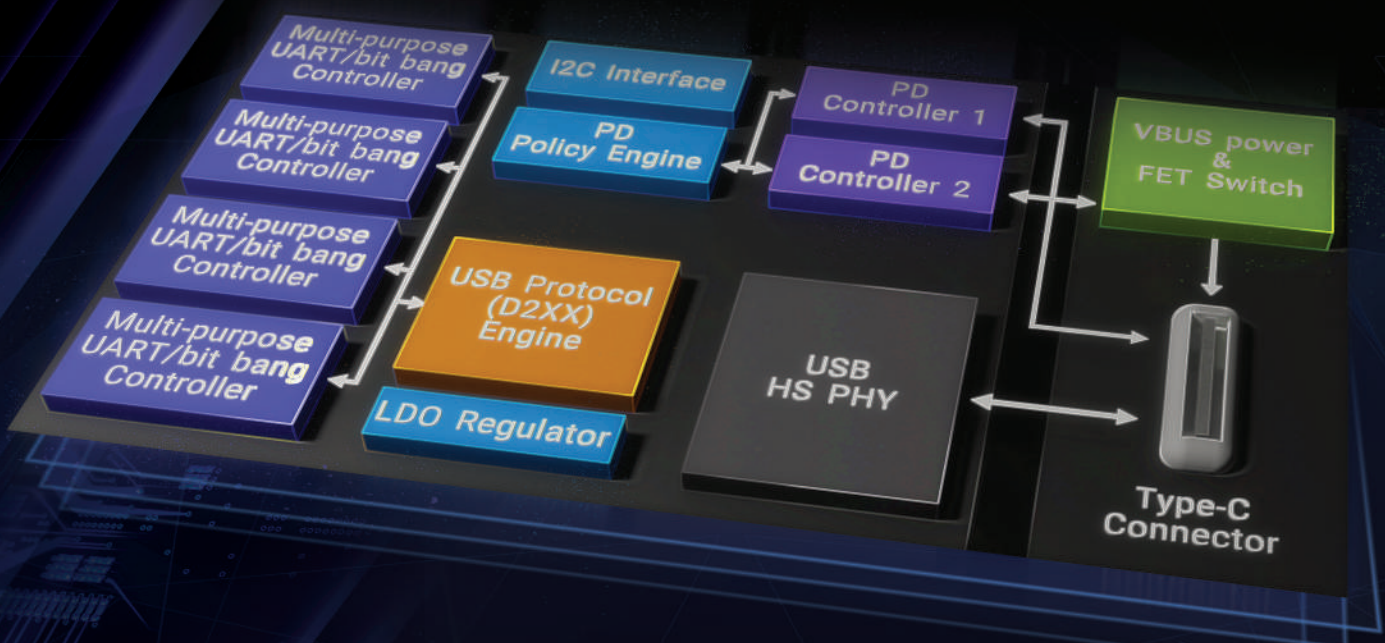 Multi-purpose
UART/bit bang
Controller
Multi-purpose
UART/bit bang
Controller
Multi-purpose
UART/bit bang
Controller
Multi-purpose
UART/bit bang
Controller
I2C Interface
PD
Policy Engine
USB Protocol
(D2XX)
Engine
LDO Regulator
PD
Controller 1
PD
Controller 2
USB
HS PHY
VBUS power
&
FET Switch
Type-C
Connector